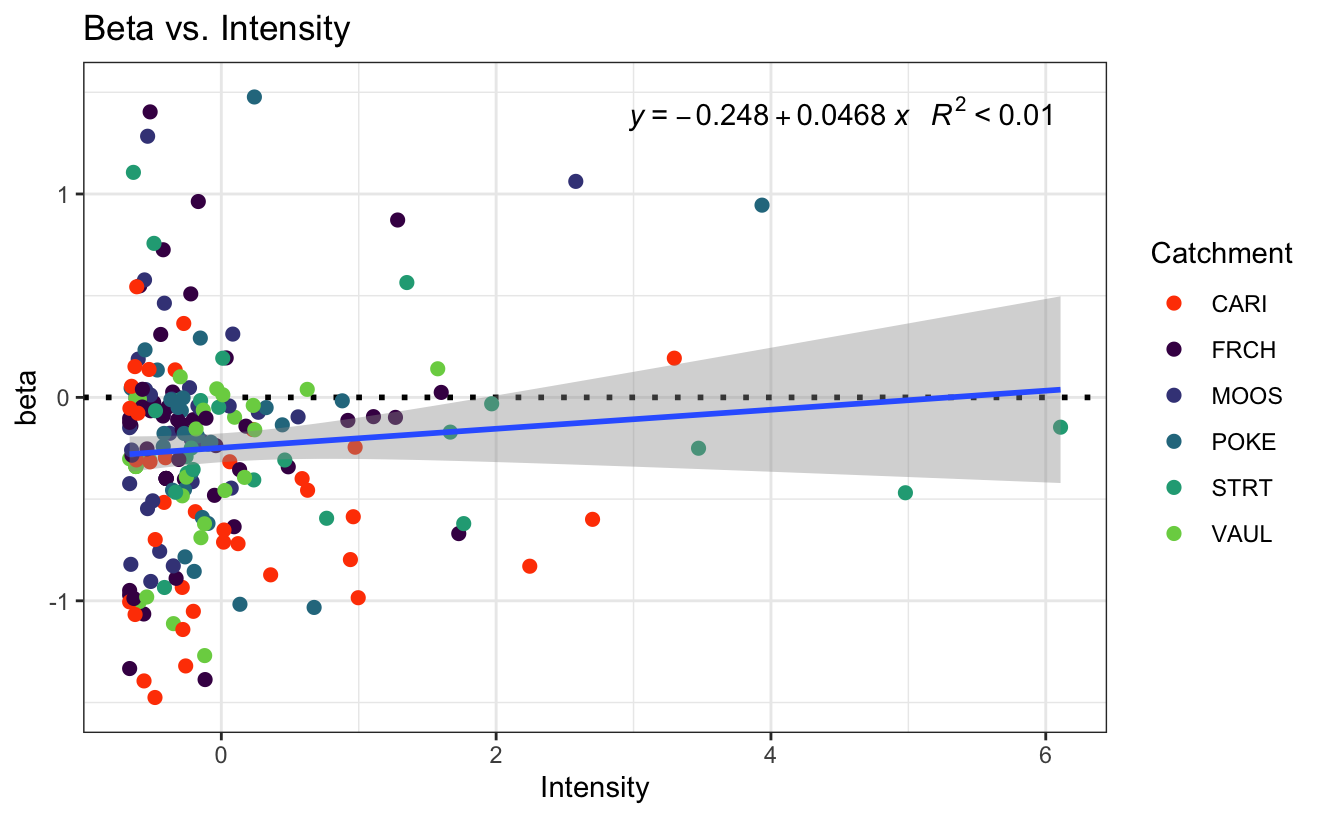 Beta vs. Intensity
y = −0.248 + 0.0468 x R² < 0.01
1
0
-1
beta
0 2 4 6
Intensity
Catchment
CARI
FRCH
MOOS
POKE
STRT
VAUL